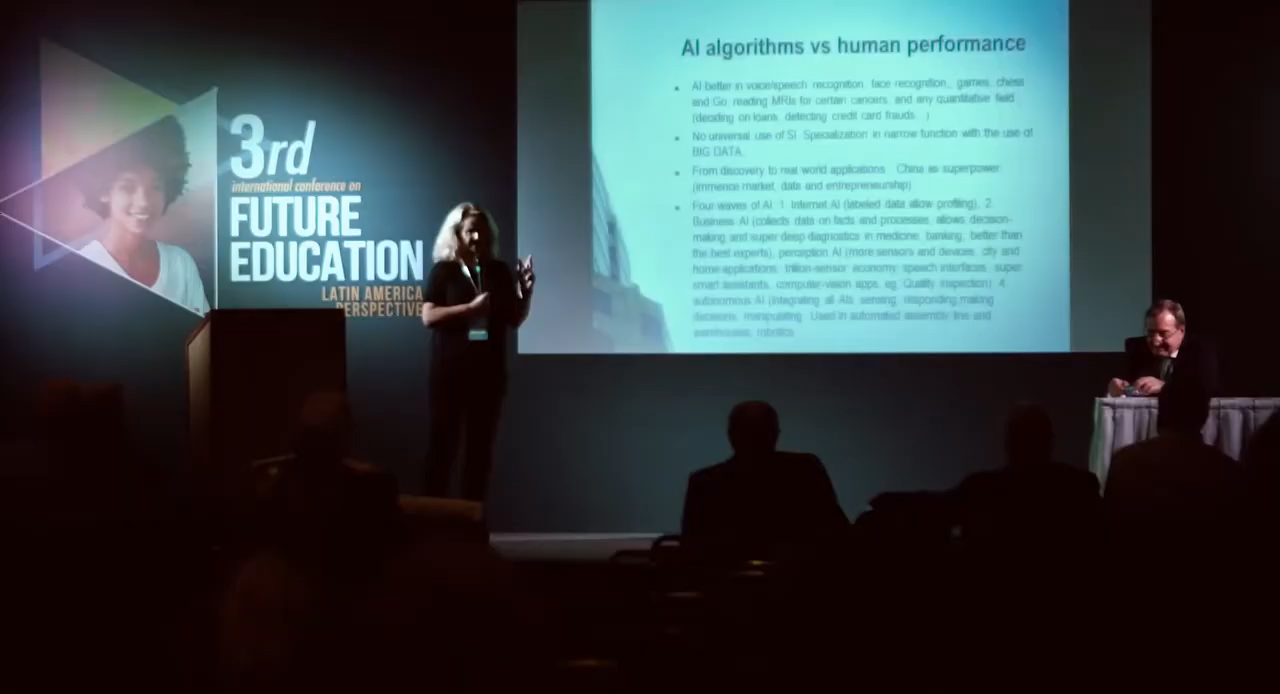 3rd
international conference on
FUTURE
EDUCATION
LATIN AMERICA
PERSPECTIVE
AI algorithms vs human performance
AI better in voice/speech recognition, face recognition, games, chess
and Go, reading MRIs for certain cancers, and any quantitative field
(deciding on loans, detecting credit card frauds...)
No universal use of SI. Specialization in narrow function with the use of
BIG DATA.
From discovery to real world applications. China as superpower
(immence market, data and entrepreneurship)
Four waves of AI: 1. Internet AI (labeled data allow profiling), 2.
Business AI (collects data on facts and processes, allows decision-
making and super deep diagnostics in medicine, banking, better than
the best experts), perception AI (more sensors and devices, city and
home applications, trillion-sensor economy, speech interfaces, super
smart assistants, computer-vision apps, eg. Quality inspection), 4.
autonomous AI (integrating all AIs, sensing, responding,making
decisions, manipulating. Used in automated assembly line and
warehouses, robotics